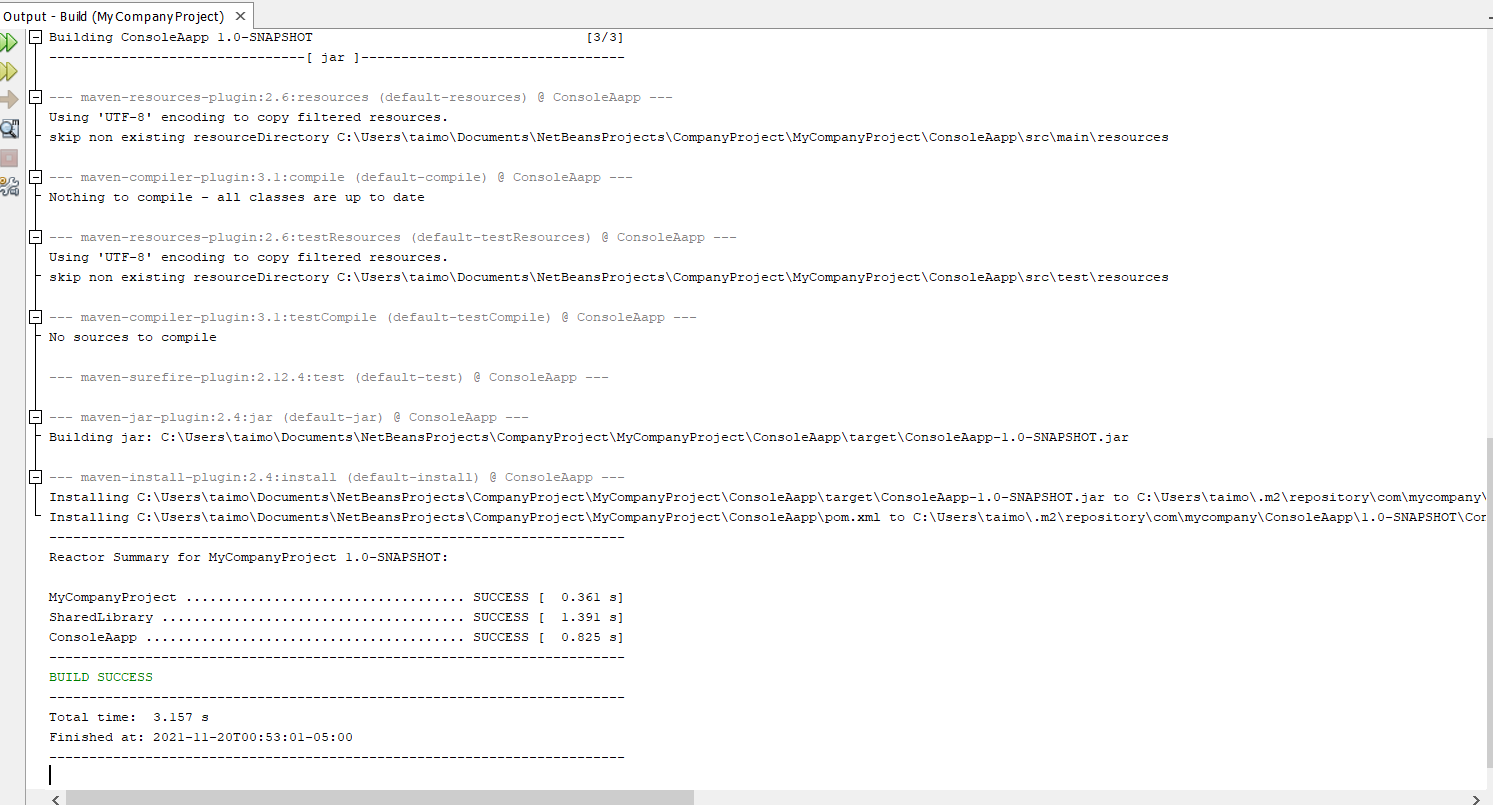 Output - Build (MyCompanyProject)
Building ConsoleAapp 1.0-SNAPSHOT                                  [3/3]
--------------------------------[ jar ]---------------------------------
--- maven-resources-plugin:2.6:resources (default-resources) @ ConsoleAapp ---
Using 'UTF-8' encoding to copy filtered resources.
skip non existing resourceDirectory C:\Users\taimo\Documents\NetBeansProjects\CompanyProject\MyCompanyProject\ConsoleAapp\src\main\resources
--- maven-compiler-plugin:3.1:compile (default-compile) @ ConsoleAapp ---
Nothing to compile - all classes are up to date
--- maven-resources-plugin:2.6:testResources (default-testResources) @ ConsoleAapp ---
Using 'UTF-8' encoding to copy filtered resources.
skip non existing resourceDirectory C:\Users\taimo\Documents\NetBeansProjects\CompanyProject\MyCompanyProject\ConsoleAapp\src\test\resources
--- maven-compiler-plugin:3.1:testCompile (default-testCompile) @ ConsoleAapp ---
No sources to compile
--- maven-surefire-plugin:2.12.4:test (default-test) @ ConsoleAapp ---
--- maven-jar-plugin:2.4:jar (default-jar) @ ConsoleAapp ---
Building jar: C:\Users\taimo\Documents\NetBeansProjects\CompanyProject\MyCompanyProject\ConsoleAapp\target\ConsoleAapp-1.0-SNAPSHOT.jar
--- maven-install-plugin:2.4:install (default-install) @ ConsoleAapp ---
Installing C:\Users\taimo\Documents\NetBeansProjects\CompanyProject\MyCompanyProject\ConsoleAapp\target\ConsoleAapp-1.0-SNAPSHOT.jar to C:\Users\taimo\.m2\repository\com\mycompany\
Installing C:\Users\taimo\Documents\NetBeansProjects\CompanyProject\MyCompanyProject\ConsoleAapp\pom.xml to C:\Users\taimo\.m2\repository\com\mycompany\ConsoleAapp\1.0-SNAPSHOT\Con
------------------------------------------------------------------------
Reactor Summary for MyCompanyProject 1.0-SNAPSHOT:
MyCompanyProject ................................... SUCCESS [  0.361 s]
SharedLibrary ...................................... SUCCESS [  1.391 s]
ConsoleAapp ........................................ SUCCESS [  0.825 s]
------------------------------------------------------------------------
BUILD SUCCESS
------------------------------------------------------------------------
Total time:  3.157 s
Finished at: 2021-11-20T00:53:01-05:00
------------------------------------------------------------------------